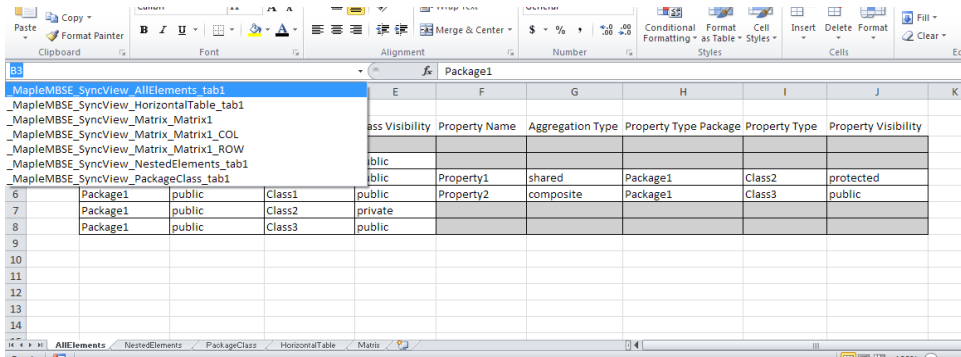 Copy
Paste
Format Painter
B I U
A
Merge & Center
$ % ,
Conditional Format Cell
Formatting as Table Styles
Insert Delete Format
Fill
Clear
Clipboard Font Alignment Number Styles Cells
B3 fx Package1
_MapleMBSE_SyncView_AllElements_tab1
_MapleMBSE_SyncView_HorizontalTable_tab1
_MapleMBSE_SyncView_Matrix_Matrix1
_MapleMBSE_SyncView_Matrix_Matrix1_COL
_MapleMBSE_SyncView_Matrix_Matrix1_ROW
_MapleMBSE_SyncView_NestedElements_tab1
_MapleMBSE_SyncView_PackageClass_tab1
E F G H I J K
ass Visibility Property Name Aggregation Type Property Type Package Property Type Property Visibility
ublic
ublic Property1 shared Package1 Class2 protected
6 Package1 public Class1 public Property2 composite Package1 Class3 public
7 Package1 public Class2 private
8 Package1 public Class3 public
9
10
11
12
13
14
AllElements NestedElements PackageClass HorizontalTable Matrix